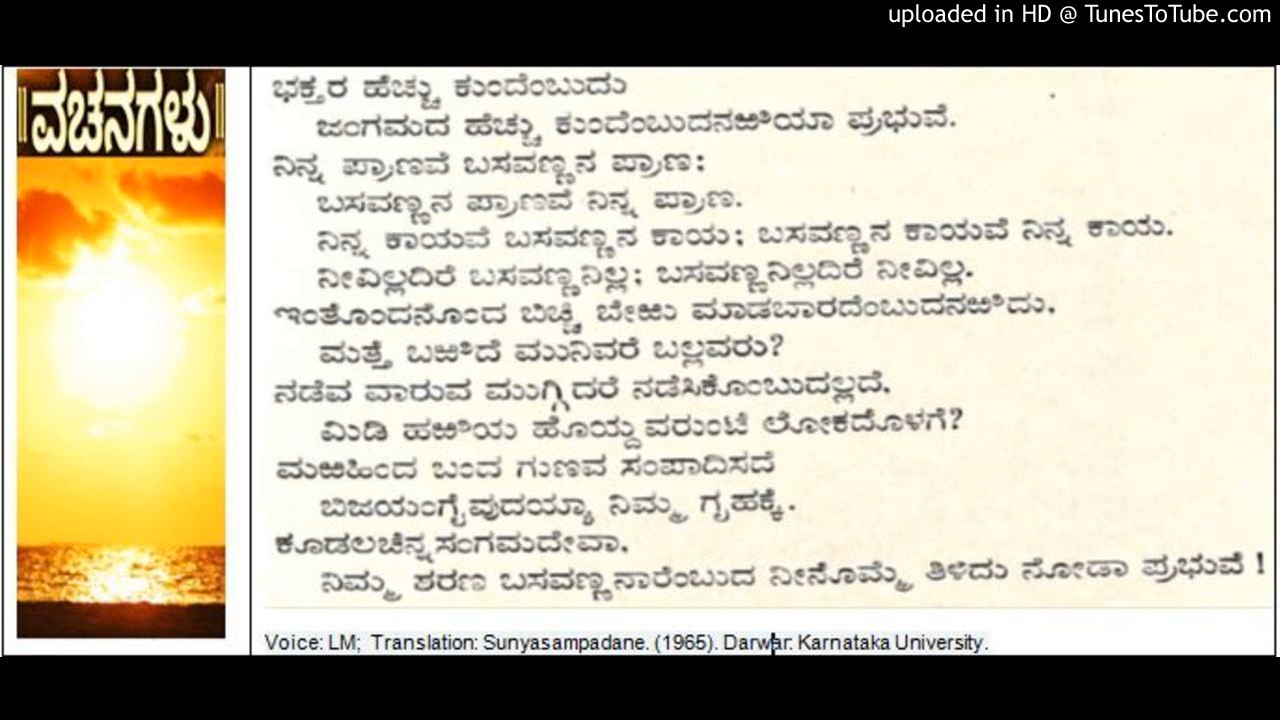 uploaded in HD @ TunesToTube.com
ವಚನಗಳು
ಭಕ್ತರ ಹೆಚ್ಚು ಕುಂದೆಂಬುದು
ಜಂಗಮದ ಹೆಚ್ಚು ಕುಂದೆಂಬುದನಱಿಯಾ ಪ್ರಭುವೆ.
ನಿನ್ನ ಪ್ರಾಣವೆ ಬಸವಣ್ಣನ ಪ್ರಾಣ;
ಬಸವಣ್ಣನ ಪ್ರಾಣವೆ ನಿನ್ನ ಪ್ರಾಣ.
ನಿನ್ನ ಕಾಯವೆ ಬಸವಣ್ಣನ ಕಾಯ; ಬಸವಣ್ಣನ ಕಾಯವೆ ನಿನ್ನ ಕಾಯ.
ನೀವಿಲ್ಲದಿರೆ ಬಸವಣ್ಣನಿಲ್ಲ; ಬಸವಣ್ಣನಿಲ್ಲದಿರೆ ನೀವಿಲ್ಲ.
ಇಂತೊಂದನೊಂದ ಬಿಚ್ಚಿ ಬೇಱು ಮಾಡಬಾರದೆಂಬುದನಱಿದು,
ಮತ್ತೆ ಬಱಿದೆ ಮುನಿವರೆ ಬಲ್ಲವರು?
ನಡೆವ ವಾರುವ ಮುಗ್ಗಿದರೆ ನಡೆಸಿಕೊಂಬುದಲ್ಲದೆ,
ಮಿಡಿ ಹಱಿಯ ಹೊಯ್ದವರುಂಟೆ ಲೋಕದೊಳಗೆ?
ಮಱಹಿಂದ ಬಂದ ಗುಣವ ಸಂಪಾದಿಸದೆ
ಬಿಜಯಂಗೈವುದಯ್ಯಾ ನಿಮ್ಮ ಗೃಹಕ್ಕೆ.
ಕೂಡಲಚೆನ್ನಸಂಗಮದೇವಾ,
ನಿಮ್ಮ ಶರಣ ಬಸವಣ್ಣನಾರೆಂಬುದ ನೀನೊಮ್ಮೆ ತಿಳಿದು ನೋಡಾ ಪ್ರಭುವೆ !
Voice: LM; Translation: Sunyasampadane. (1965). Darwar: Karnataka University.